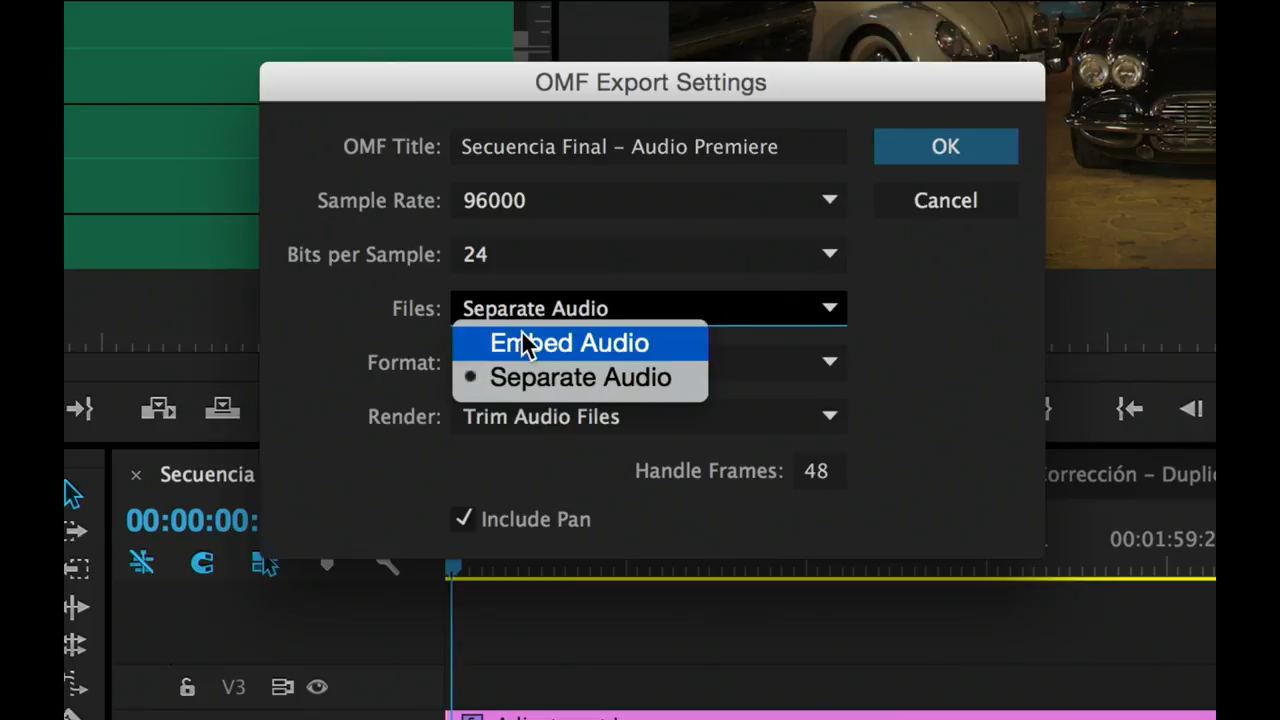 OMF Export Settings
OMF Title: Secuencia Final – Audio Premiere
OK
Sample Rate: 96000
Cancel
Bits per Sample: 24
Files: Separate Audio
Embed Audio
Format:
Separate Audio
Render: Trim Audio Files
Handle Frames: 48
Include Pan
× Secuencia
orrección – Duplic
00:00:00:
00:01:59:2
V3